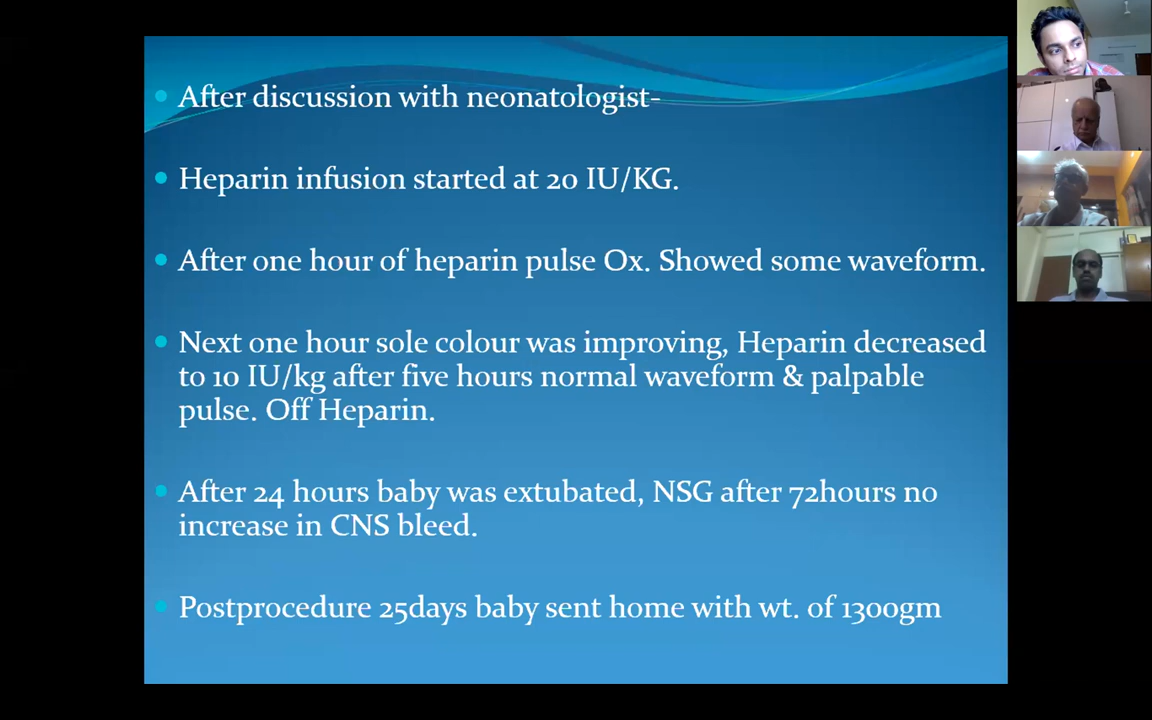 After discussion with neonatologist-
Heparin infusion started at 20 IU/KG.
After one hour of heparin pulse Ox. Showed some waveform.
Next one hour sole colour was improving, Heparin decreased
to 10 IU/kg after five hours normal waveform & palpable
pulse. Off Heparin.
After 24 hours baby was extubated, NSG after 72hours no
increase in CNS bleed.
Postprocedure 25days baby sent home with wt. of 1300gm